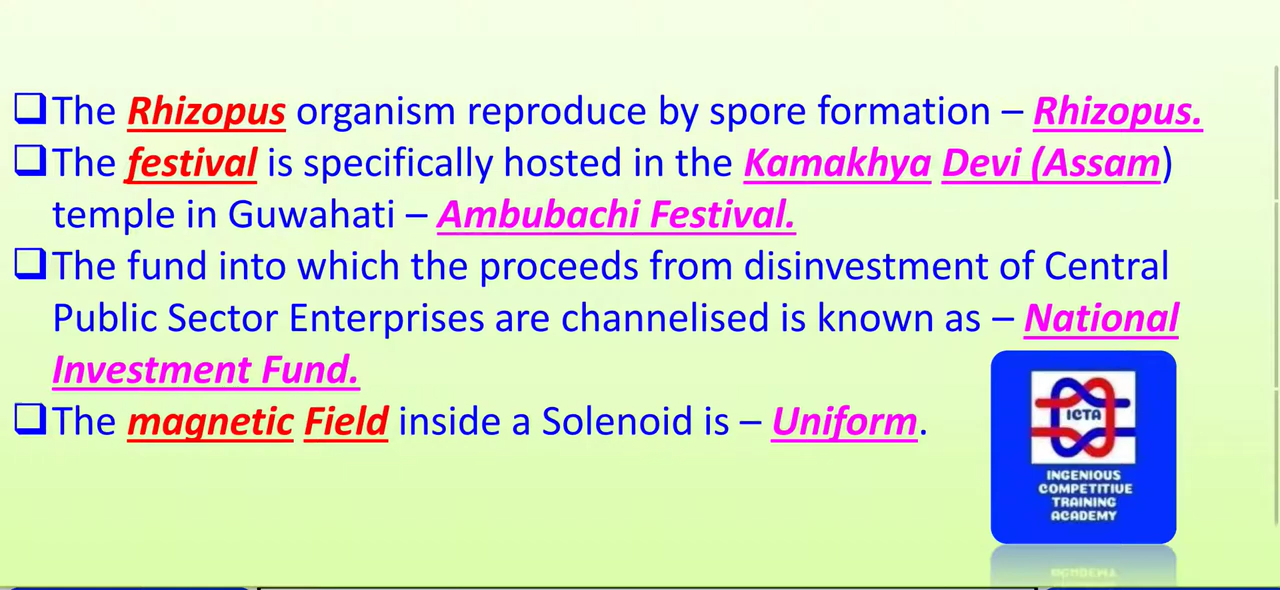 The Rhizopus organism reproduce by spore formation – Rhizopus.
The festival is specifically hosted in the Kamakhya Devi (Assam)
temple in Guwahati – Ambubachi Festival.
The fund into which the proceeds from disinvestment of Central
Public Sector Enterprises are channelised is known as – National
Investment Fund.
The magnetic Field inside a Solenoid is – Uniform.
ICTA
INGENIOUS
COMPETITIVE
TRAINING
ACADEMY